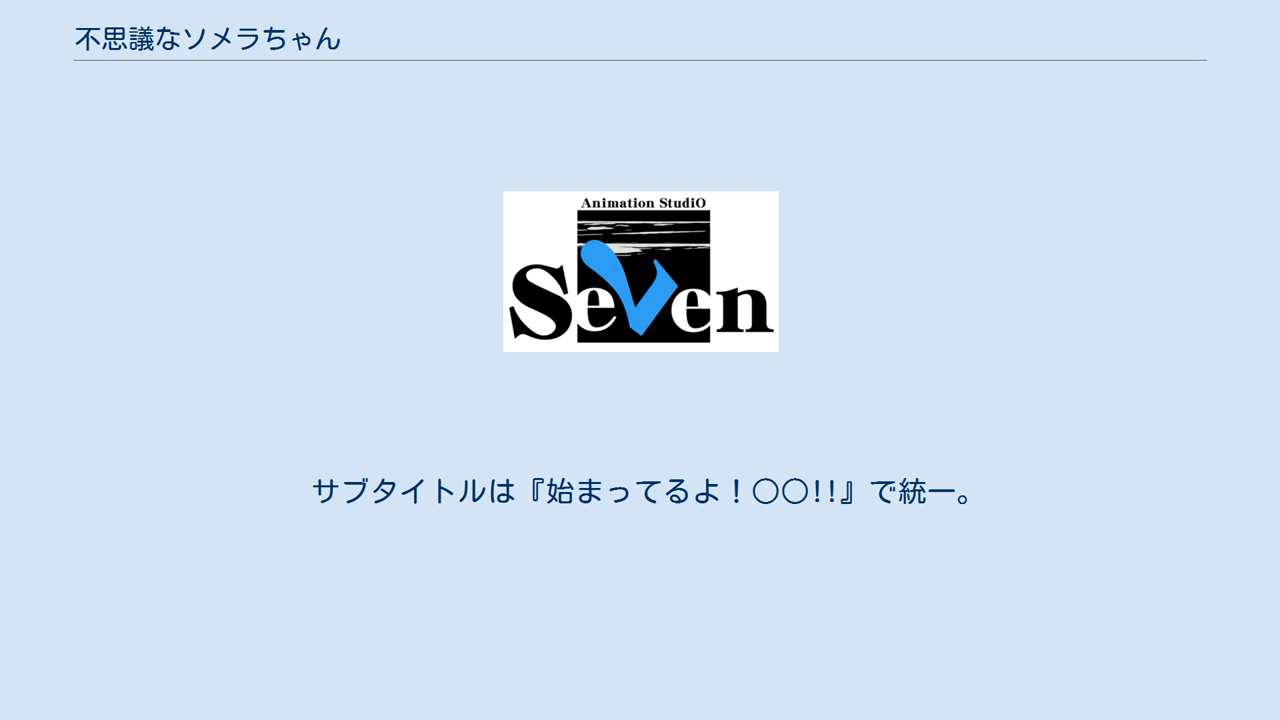 不思議なソメラちゃん
Animation StudiO
Seven
サブタイトルは『始まってるよ！○○!!』で統一。